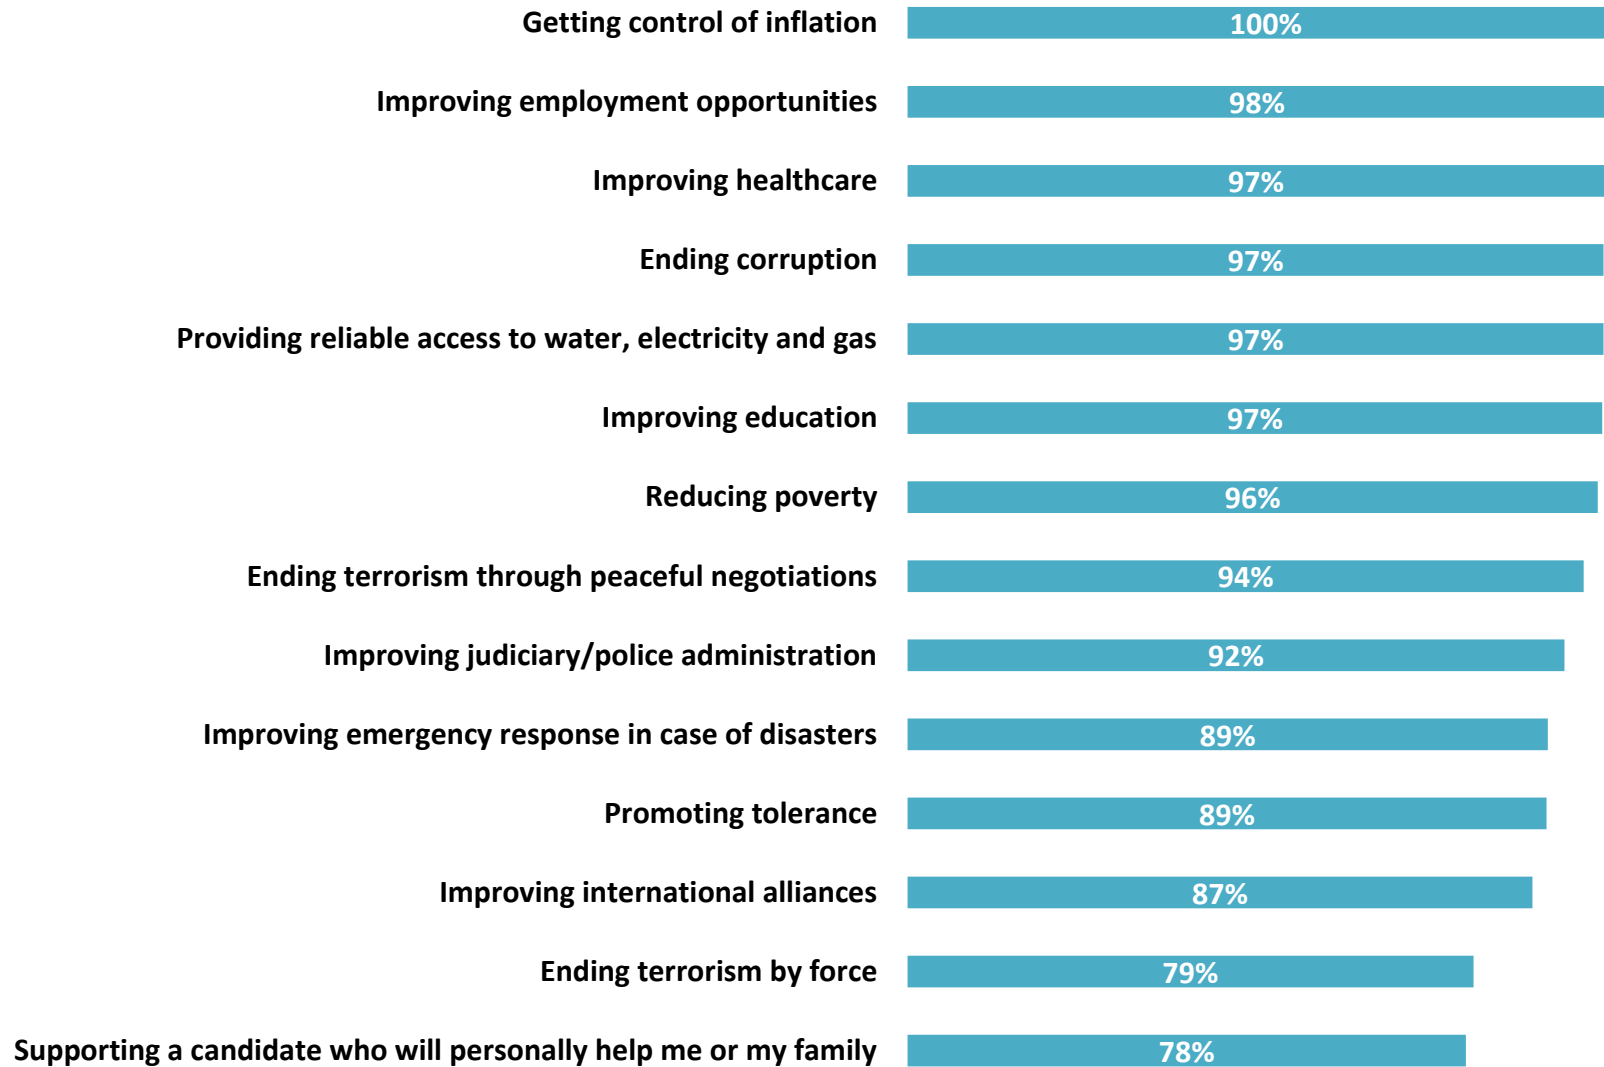 Getting control of inflation 100%
Improving employment opportunities 98%
Improving healthcare 97%
Ending corruption 97%
Providing reliable access to water, electricity and gas 97%
Improving education 97%
Reducing poverty 96%
Ending terrorism through peaceful negotiations 94%
Improving judiciary/police administration 92%
Improving emergency response in case of disasters 89%
Promoting tolerance 89%
Improving international alliances 87%
Ending terrorism by force 79%
Supporting a candidate who will personally help me or my family 78%